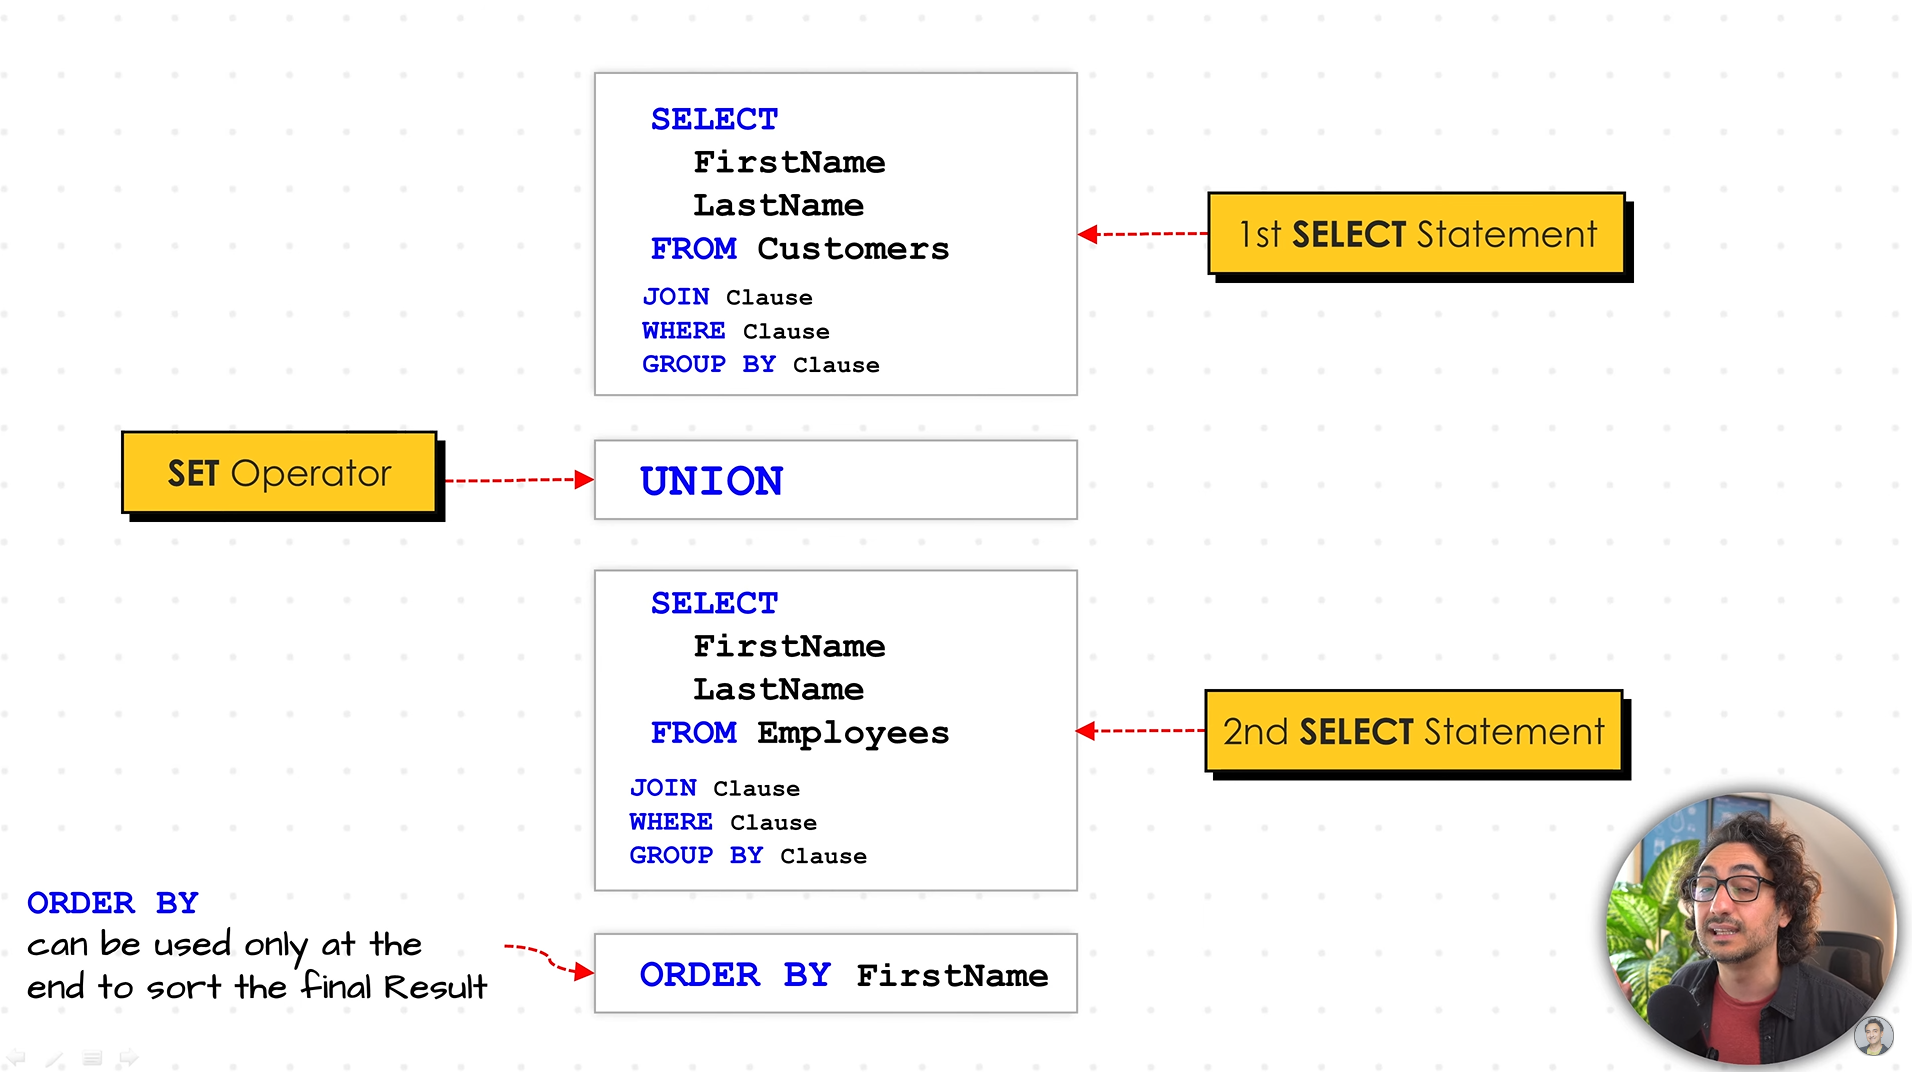 SELECT
FirstName
LastName
FROM Customers
JOIN Clause
WHERE Clause
GROUP BY Clause
1st SELECT Statement
SET Operator
UNION
SELECT
FirstName
LastName
FROM Employees
JOIN Clause
WHERE Clause
GROUP BY Clause
2nd SELECT Statement
ORDER BY
can be used only at the
end to sort the final Result
ORDER BY FirstName